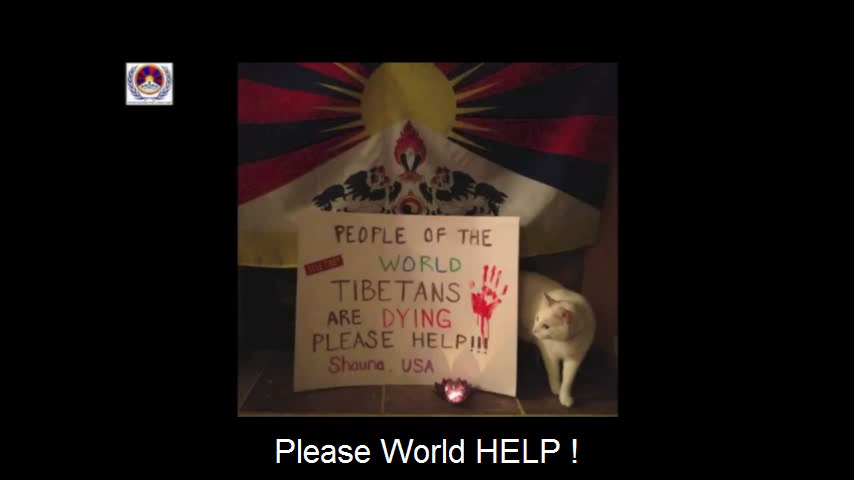 PEOPLE OF THE
WORLD
TIBETANS
ARE DYING
PLEASE HELP!!!
Shauna, USA
Please World HELP !